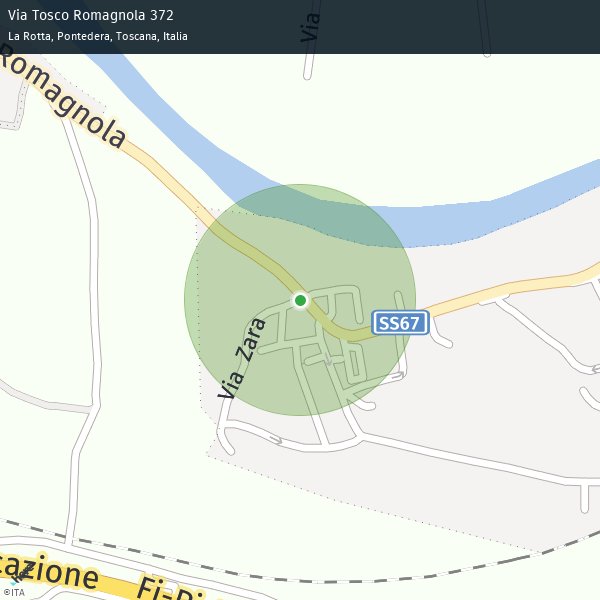 Via Tosco Romagnola 372
La Rotta, Pontedera, Toscana, Italia
Via
Romagnola
SS67
Via Zara
cazione
Fi-Pi
©ITA